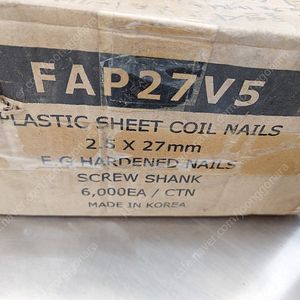 FAP27V5
PLASTIC SHEET COIL NAILS
2.5 X 27mm
E.G HARDENED NAILS
SCREW SHANK
6,000EA / CTN
MADE IN KOREA